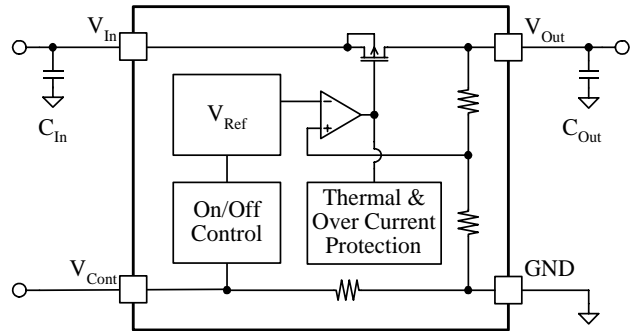 V_In
V_Out
C_In
C_Out
V_Ref
−
+
On/Off
Control
Thermal &
Over Current
Protection
V_Cont
GND